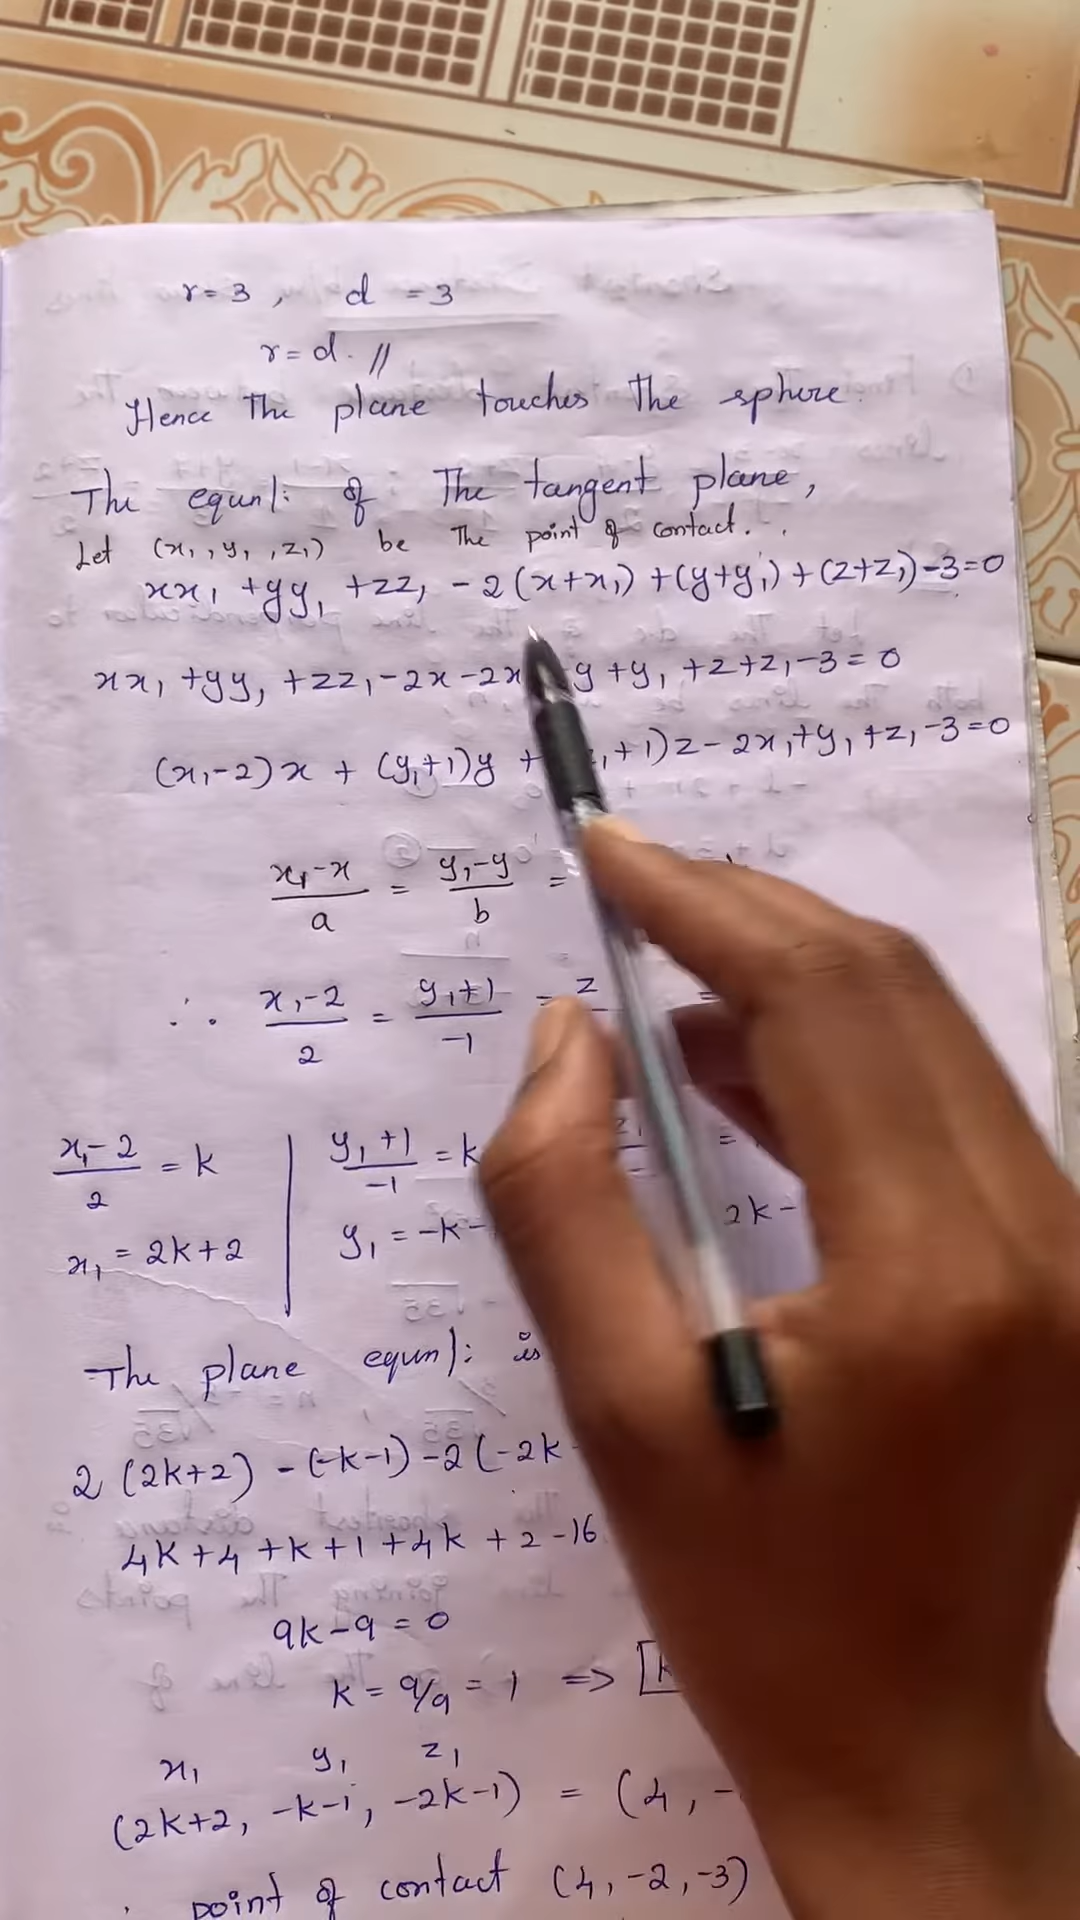 r = 3 , d = 3
r = d. //
Hence The plane touches The sphere.
The equn/: of The tangent plane,
Let (x₁, y₁, z₁) be The point of contact.
xx₁ + yy₁ + zz₁ - 2(x+x₁) + (y+y₁) + (z+z₁) - 3 = 0
xx₁ + yy₁ + zz₁ - 2x - 2x y + y₁ + z + z₁ - 3 = 0
(x₁-2)x + (y₁+1)y + ₁+1)z - 2x₁ + y₁ + z₁ - 3 = 0
x₁-x/a = y₁-y/b =
∴ x₁-2/2 = y₁+1/-1 = z =
x₁-2/2 = k | y₁+1/-1 = k z₁ =
x₁ = 2k+2 | y₁ = -k- 2k-
The plane equn/: is
2(2k+2) - (-k-1) - 2(-2k
4k+4+k+1+4k+2-16
9k-9 = 0
k = 9/9 = 1 => k
x₁ y₁ z₁
(2k+2, -k-1, -2k-1) = (4, -
point of contact (4, -2, -3)